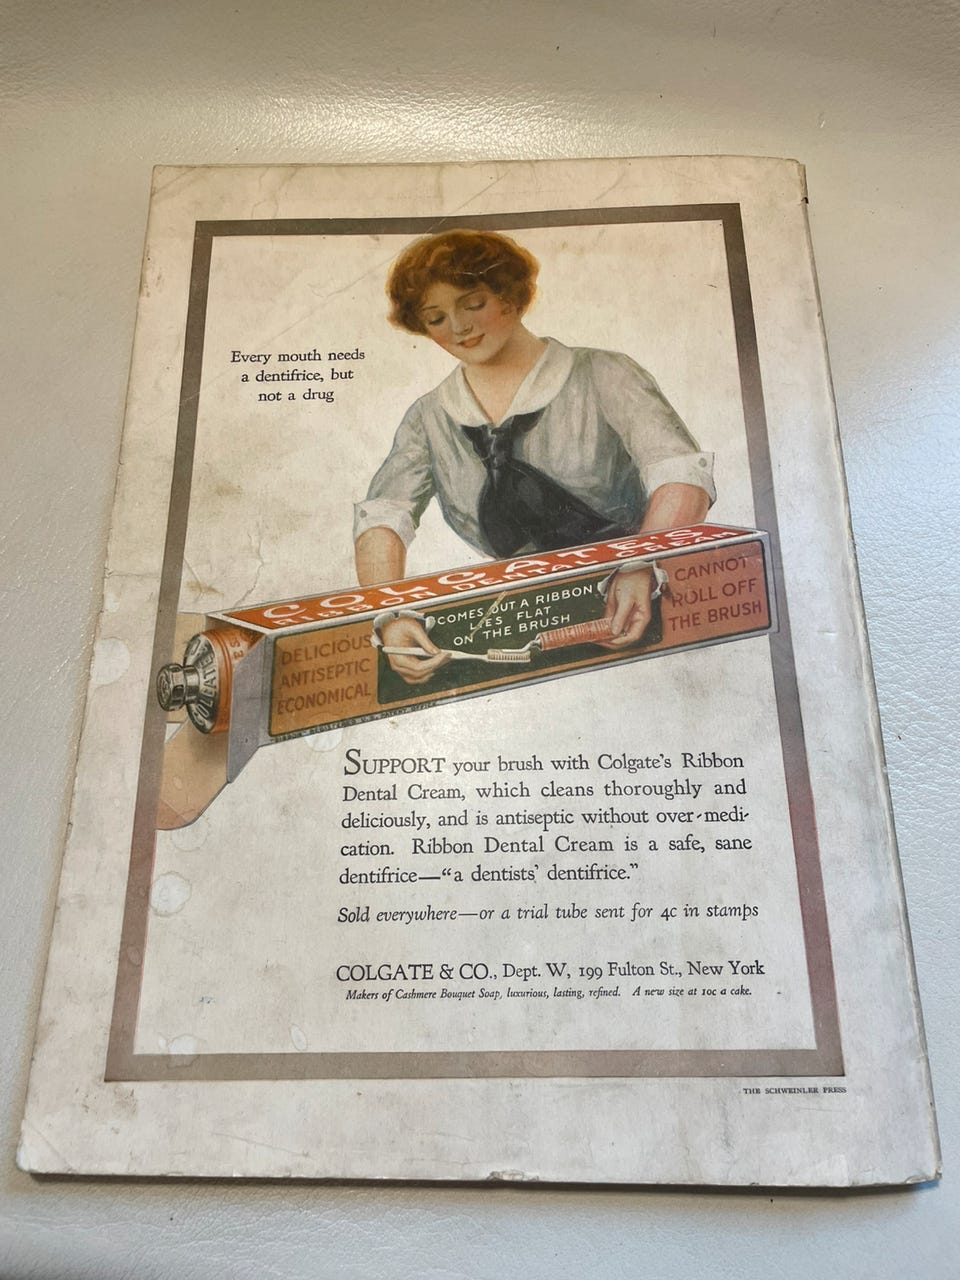 Every mouth needs
a dentifrice, but
not a drug
COLGATE'S
RIBBON DENTAL CREAM
DELICIOUS
ANTISEPTIC
ECONOMICAL
COMES OUT A RIBBON
LIES FLAT
ON THE BRUSH
CANNOT
ROLL OFF
THE BRUSH
COLGATE
SUPPORT your brush with Colgate's Ribbon
Dental Cream, which cleans thoroughly and
deliciously, and is antiseptic without over-medi-
cation. Ribbon Dental Cream is a safe, sane
dentifrice—“a dentists' dentifrice.”
Sold everywhere—or a trial tube sent for 4c in stamps
COLGATE & CO., Dept. W, 199 Fulton St., New York
Makers of Cashmere Bouquet Soap, luxurious, lasting, refined. A new size at 10c a cake.
THE SCHWEINLER PRESS